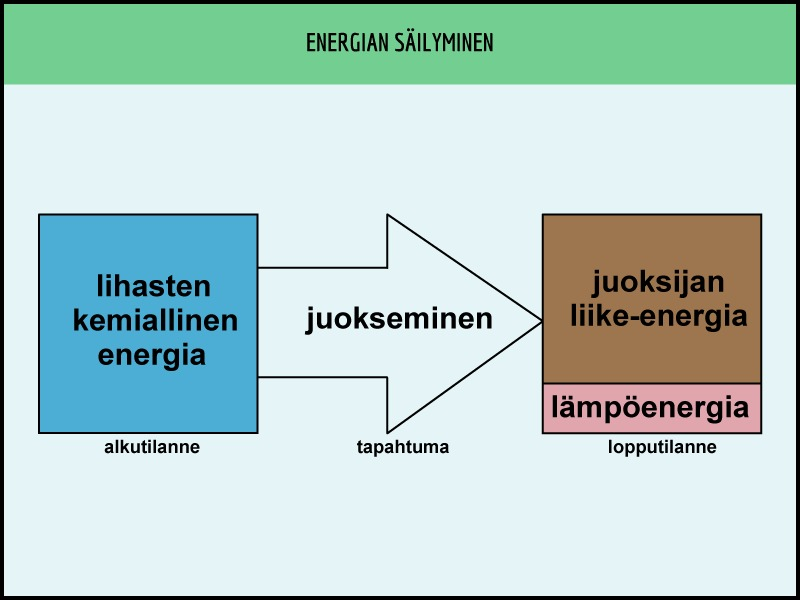 ENERGIAN SÄILYMINEN
lihasten
kemiallinen
energia
alkutilanne
juokseminen
tapahtuma
juoksijan
liike-energia
lämpöenergia
lopputilanne